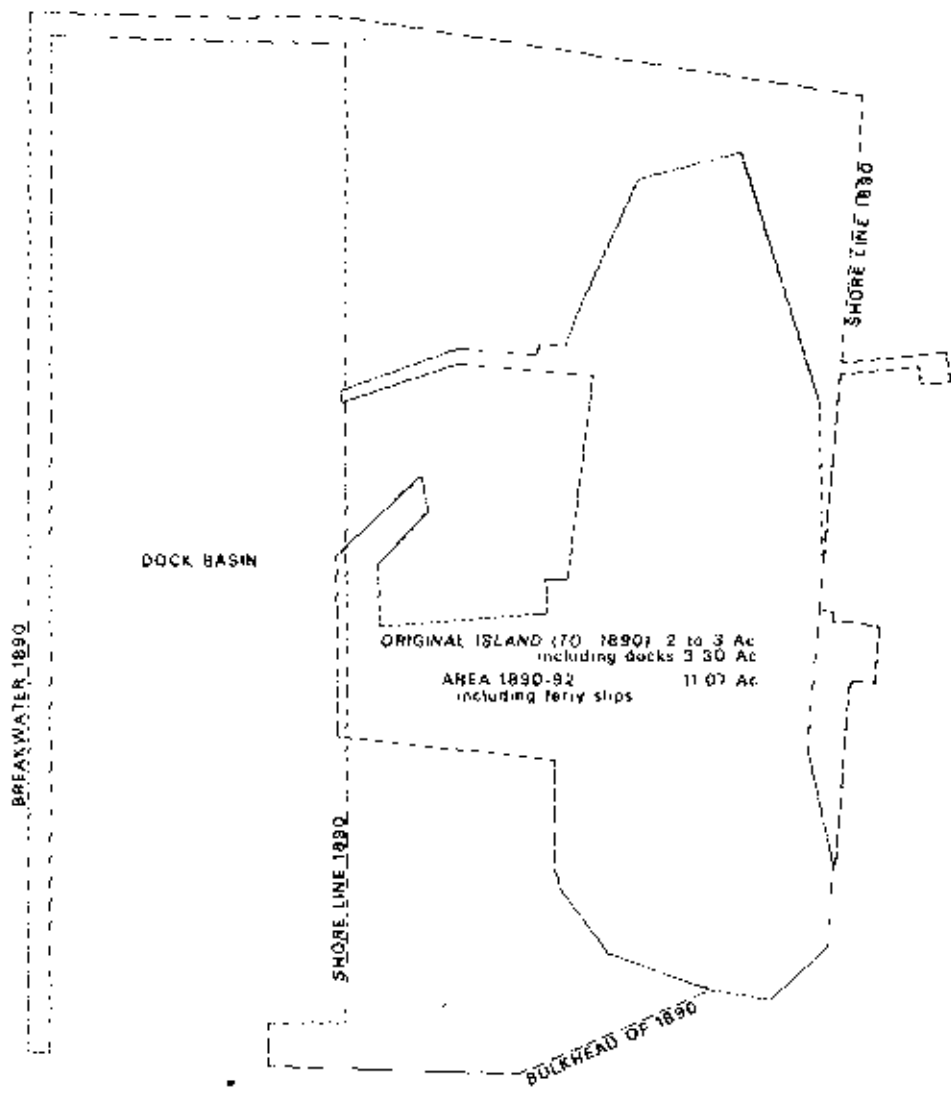 SHORE LINE 1890
DOCK BASIN
BREAKWATER 1890
ORIGINAL ISLAND (TO 1890) 2 to 3 Ac
including docks 3.30 Ac
AREA 1890-92 11.07 Ac
including ferry slips
SHORE LINE 1890
BULKHEAD OF 1890